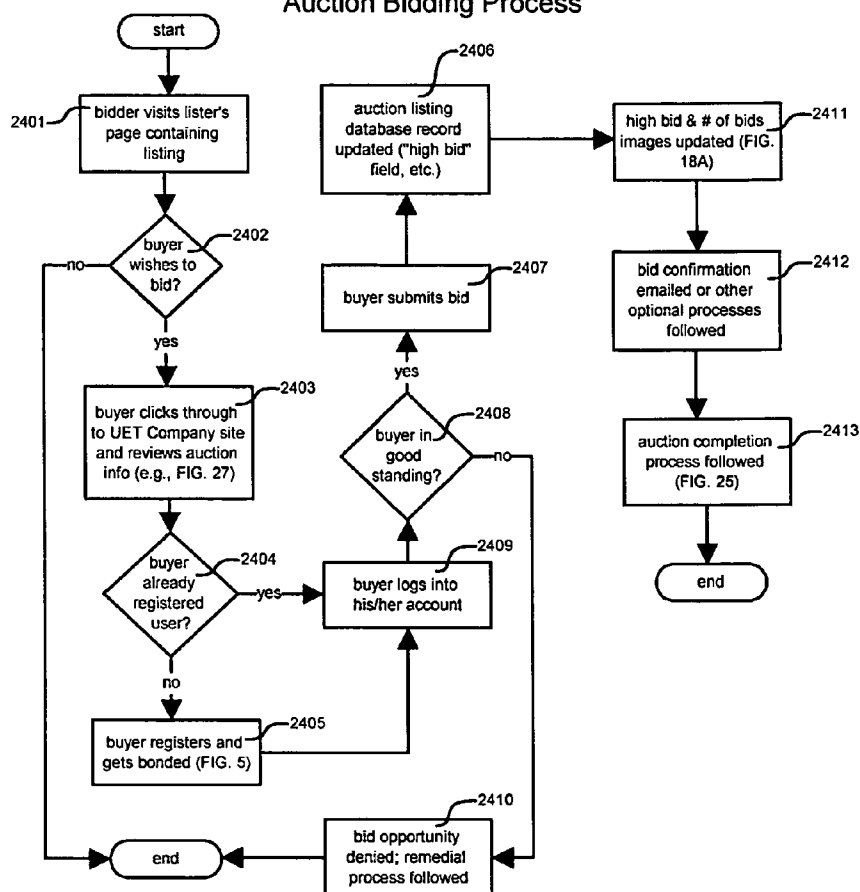 Auction Bidding Process
start
2401
bidder visits lister's
page containing
listing
2402
buyer
wishes to
bid?
no
yes
2403
buyer clicks through
to UET Company site
and reviews auction
info (e.g., FIG. 27)
2404
buyer
already
registered
user?
yes
no
2405
buyer registers and
gets bonded (FIG. 5)
end
2406
auction listing
database record
updated ("high bid"
field, etc.)
2407
buyer submits bid
yes
2408
buyer in
good
standing?
no
2409
buyer logs into
his/her account
2410
bid opportunity
denied; remedial
process followed
2411
high bid & # of bids
images updated (FIG.
18A)
2412
bid confirmation
emailed or other
optional processes
followed
2413
auction completion
process followed
(FIG. 25)
end